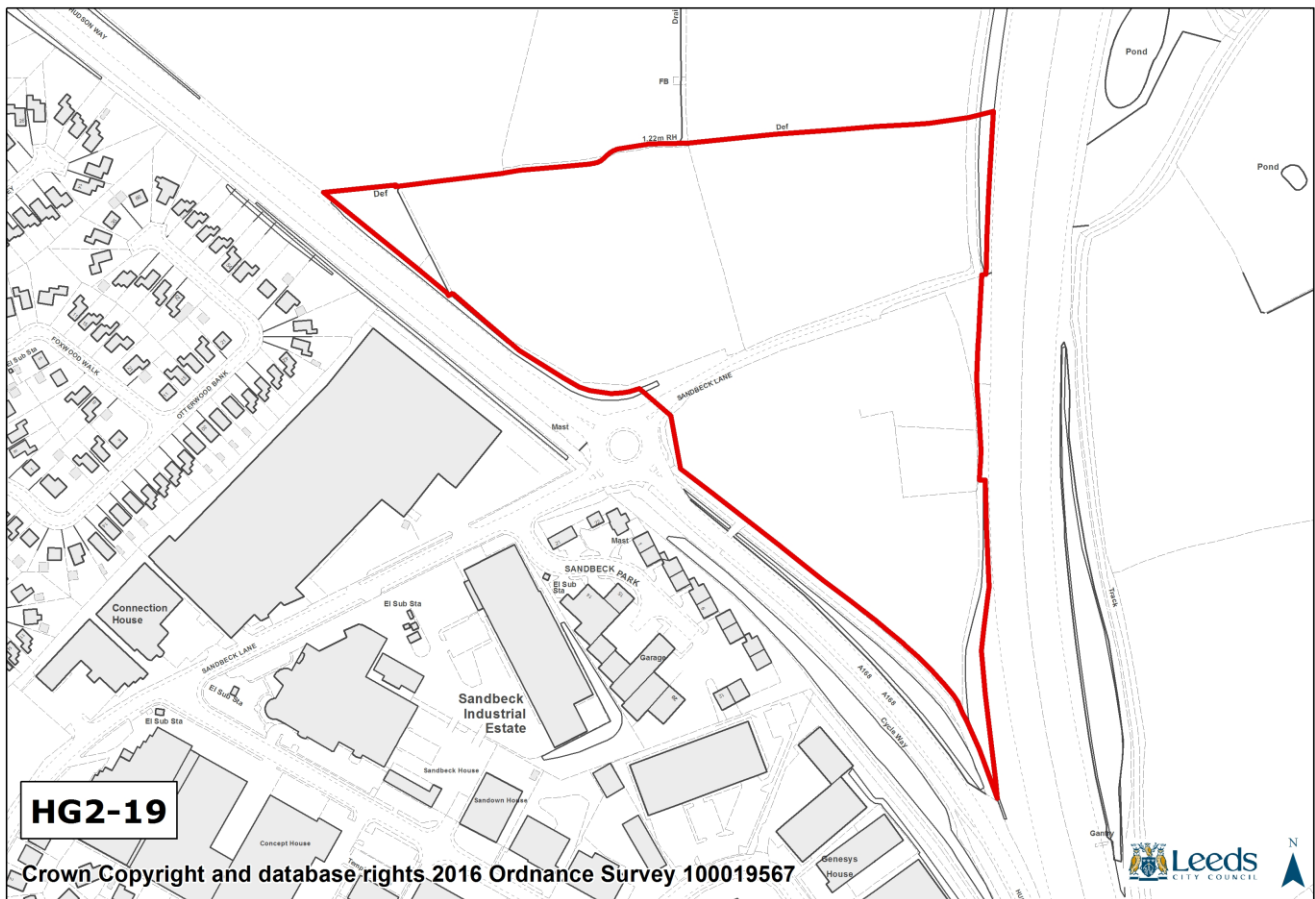 HUDSON WAY
Drai
FB
Pond
1.22m RH
Def
Pond
Def
El Sub Sta
FOXWOOD WALK
OTTERWOOD BANK
SANDBECK LANE
Mast
Mast
SANDBECK
PARK
El Sub
Sta
Connection
House
El Sub Sta
SANDBECK LANE
Garage
A168
A168
Track
Cycle Way
El Sub Sta
El Sub Sta
Sandbeck
Industrial
Estate
Sandbeck House
Sandown House
HG2-19
Concept House
Genesys
House
Gantry
N
Leeds
CITY COUNCIL
Crown Copyright and database rights 2016 Ordnance Survey 100019567